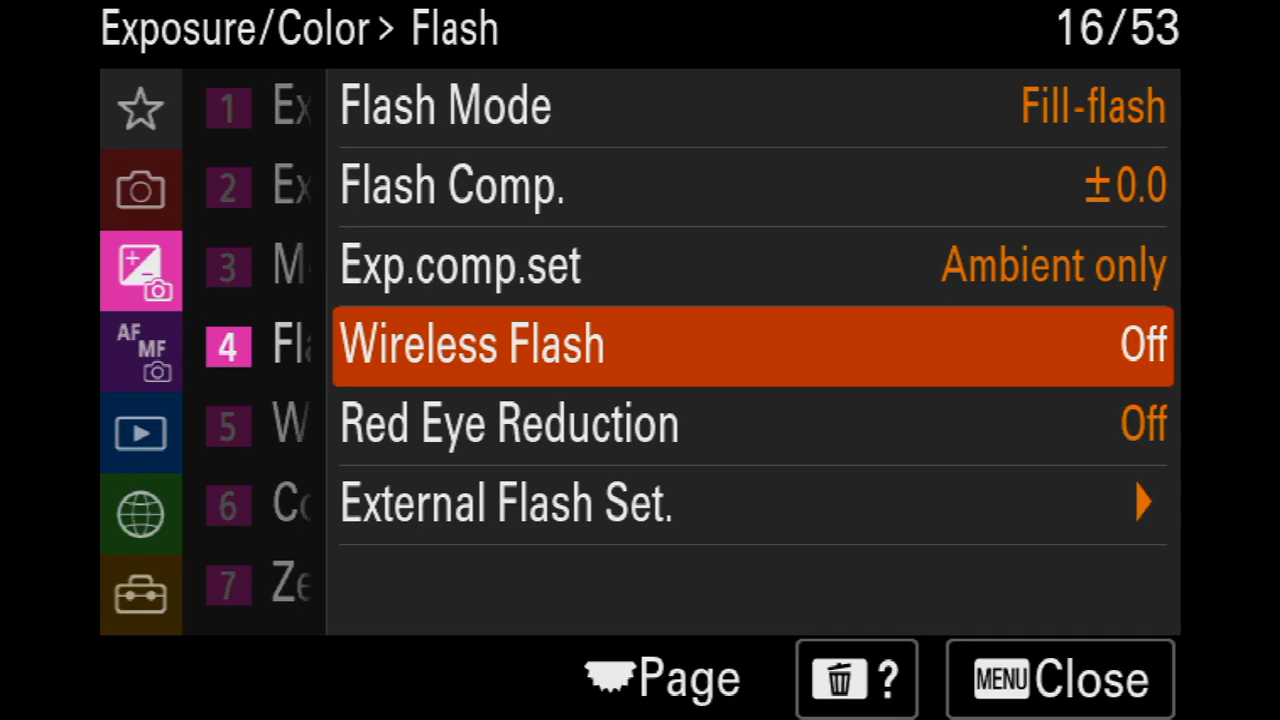 Exposure/Color> Flash 16/53
1 Ex Flash Mode Fill-flash
2 Ex Flash Comp. ±0.0
3 M Exp.comp.set Ambient only
4 Fl Wireless Flash Off
AF MF
5 W Red Eye Reduction Off
6 Co External Flash Set.
7 Ze
Page ? MENU Close